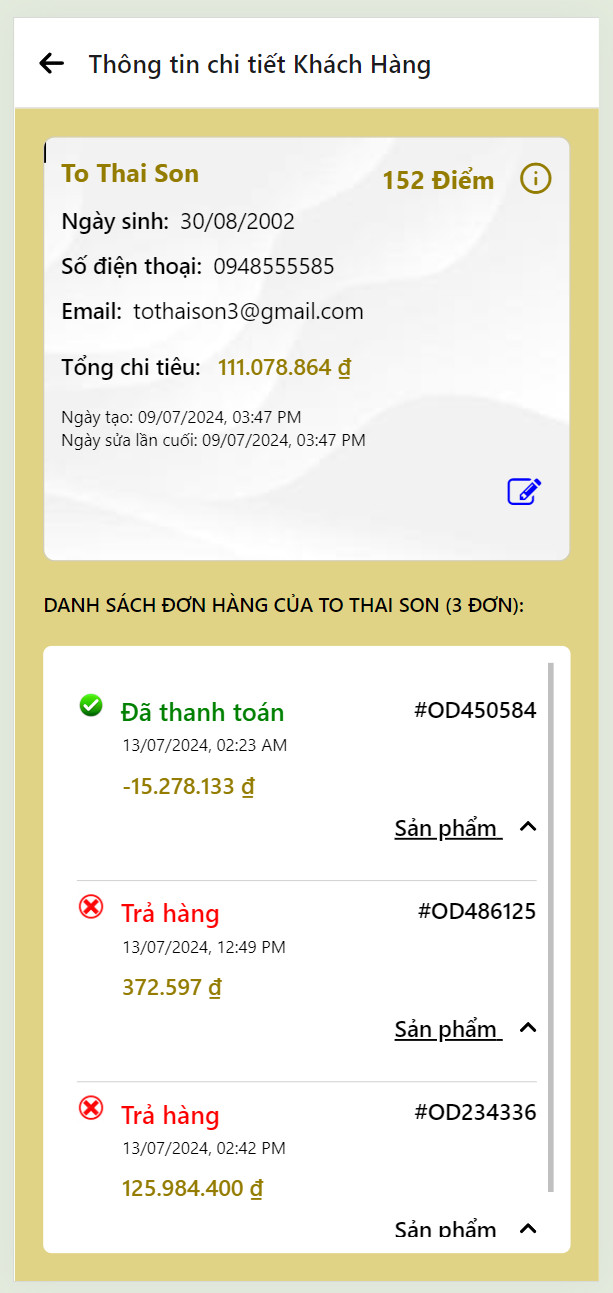 Thông tin chi tiết Khách Hàng
To Thai Son
152 Điểm
Ngày sinh: 30/08/2002
Số điện thoại: 0948555585
Email: tothaison3@gmail.com
Tổng chi tiêu: 111.078.864 ₫
Ngày tạo: 09/07/2024, 03:47 PM
Ngày sửa lần cuối: 09/07/2024, 03:47 PM
DANH SÁCH ĐƠN HÀNG CỦA TO THAI SON (3 ĐƠN):
Đã thanh toán #OD450584
13/07/2024, 02:23 AM
-15.278.133 ₫
Sản phẩm
Trả hàng #OD486125
13/07/2024, 12:49 PM
372.597 ₫
Sản phẩm
Trả hàng #OD234336
13/07/2024, 02:42 PM
125.984.400 ₫
Sản phẩm